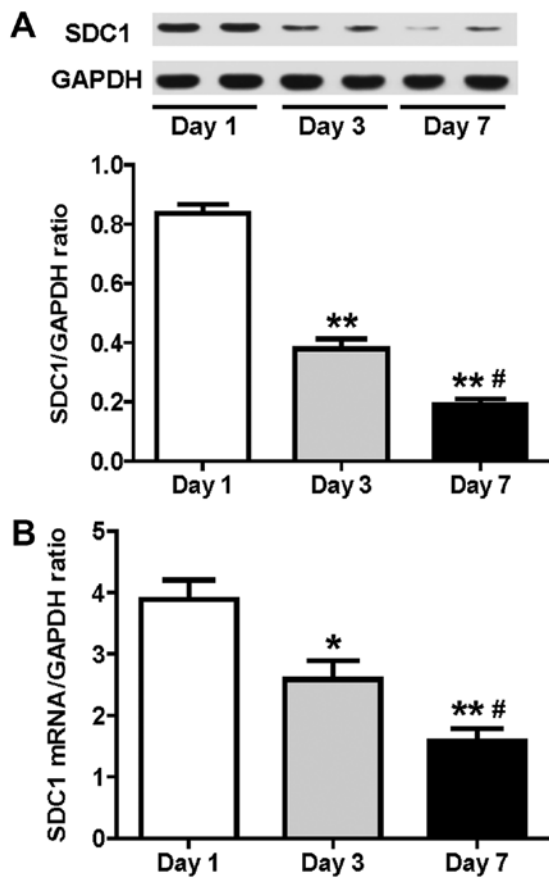 A
SDC1
GAPDH
Day 1 Day 3 Day 7
SDC1/GAPDH ratio
1.0
0.8
0.6
0.4
0.2
0.0
**
** #
Day 1 Day 3 Day 7
B
SDC1 mRNA/GAPDH ratio
5
4
3
2
1
0
*
** #
Day 1 Day 3 Day 7